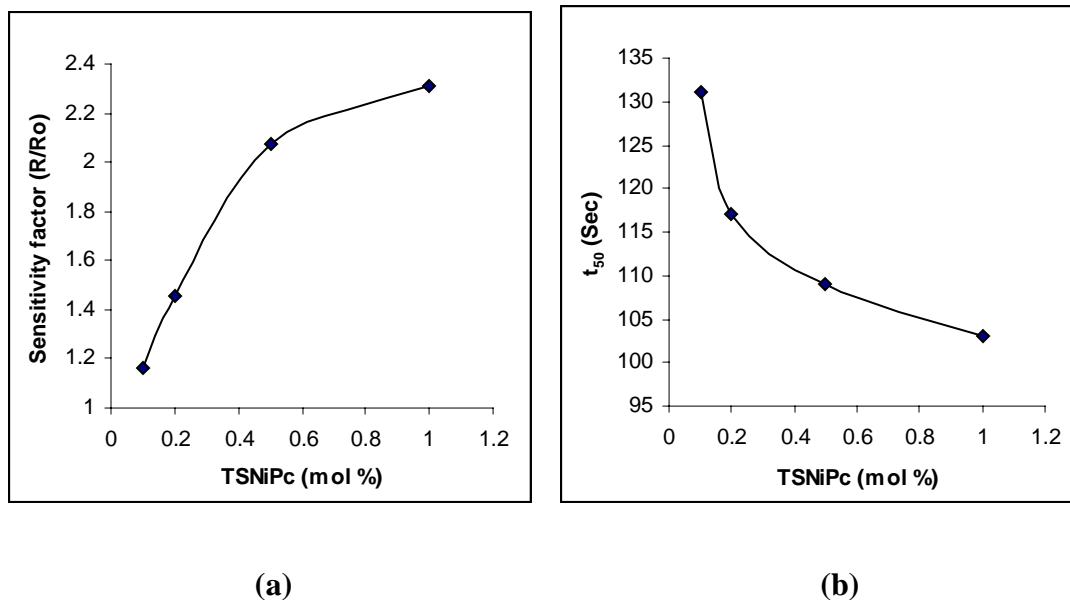 2.4
2.2
2
1.8
1.6
1.4
1.2
1
0 0.2 0.4 0.6 0.8 1 1.2
Sensitivity factor (R/Ro)
TSNiPc (mol %)
(a)
135
130
125
120
115
110
105
100
95
0 0.2 0.4 0.6 0.8 1 1.2
t50 (Sec)
TSNiPc (mol %)
(b)